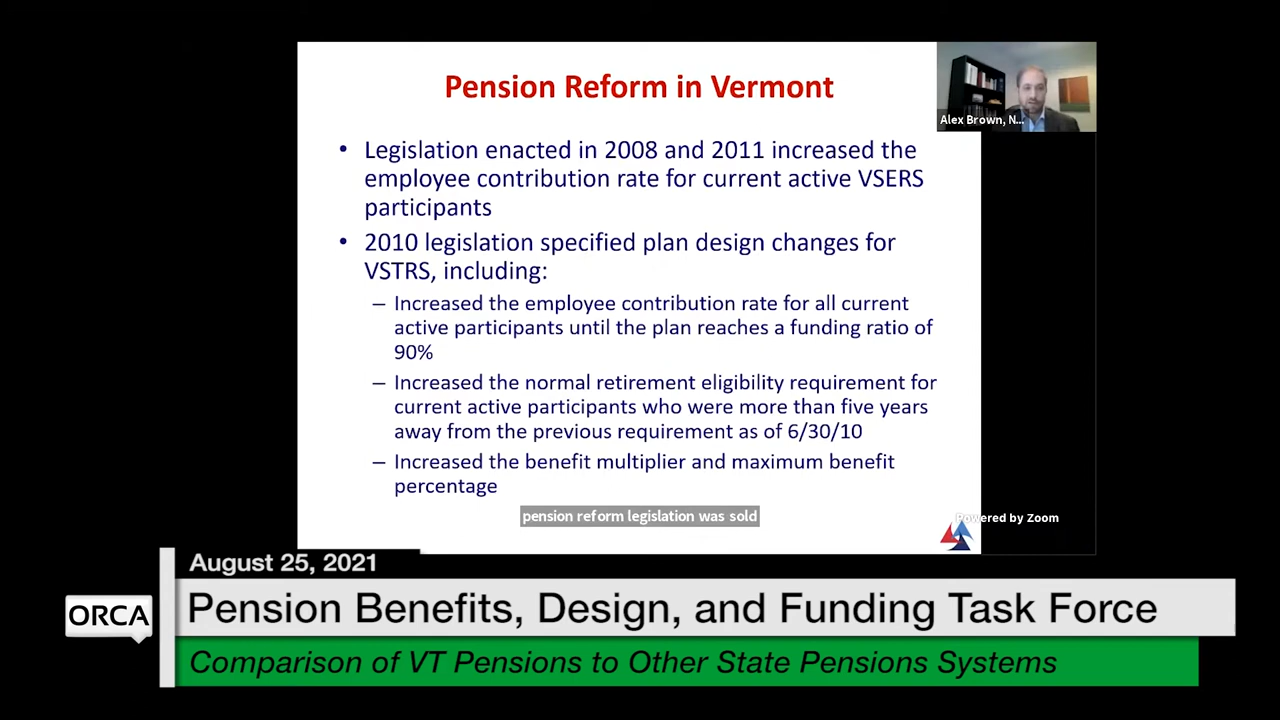 Pension Reform in Vermont
Alex Brown, N...
• Legislation enacted in 2008 and 2011 increased the
employee contribution rate for current active VSERS
participants
• 2010 legislation specified plan design changes for
VSTRS, including:
– Increased the employee contribution rate for all current
active participants until the plan reaches a funding ratio of
90%
– Increased the normal retirement eligibility requirement for
current active participants who were more than five years
away from the previous requirement as of 6/30/10
– Increased the benefit multiplier and maximum benefit
percentage
pension reform legislation was sold
Powered by Zoom
August 25, 2021
ORCA
Pension Benefits, Design, and Funding Task Force
Comparison of VT Pensions to Other State Pensions Systems